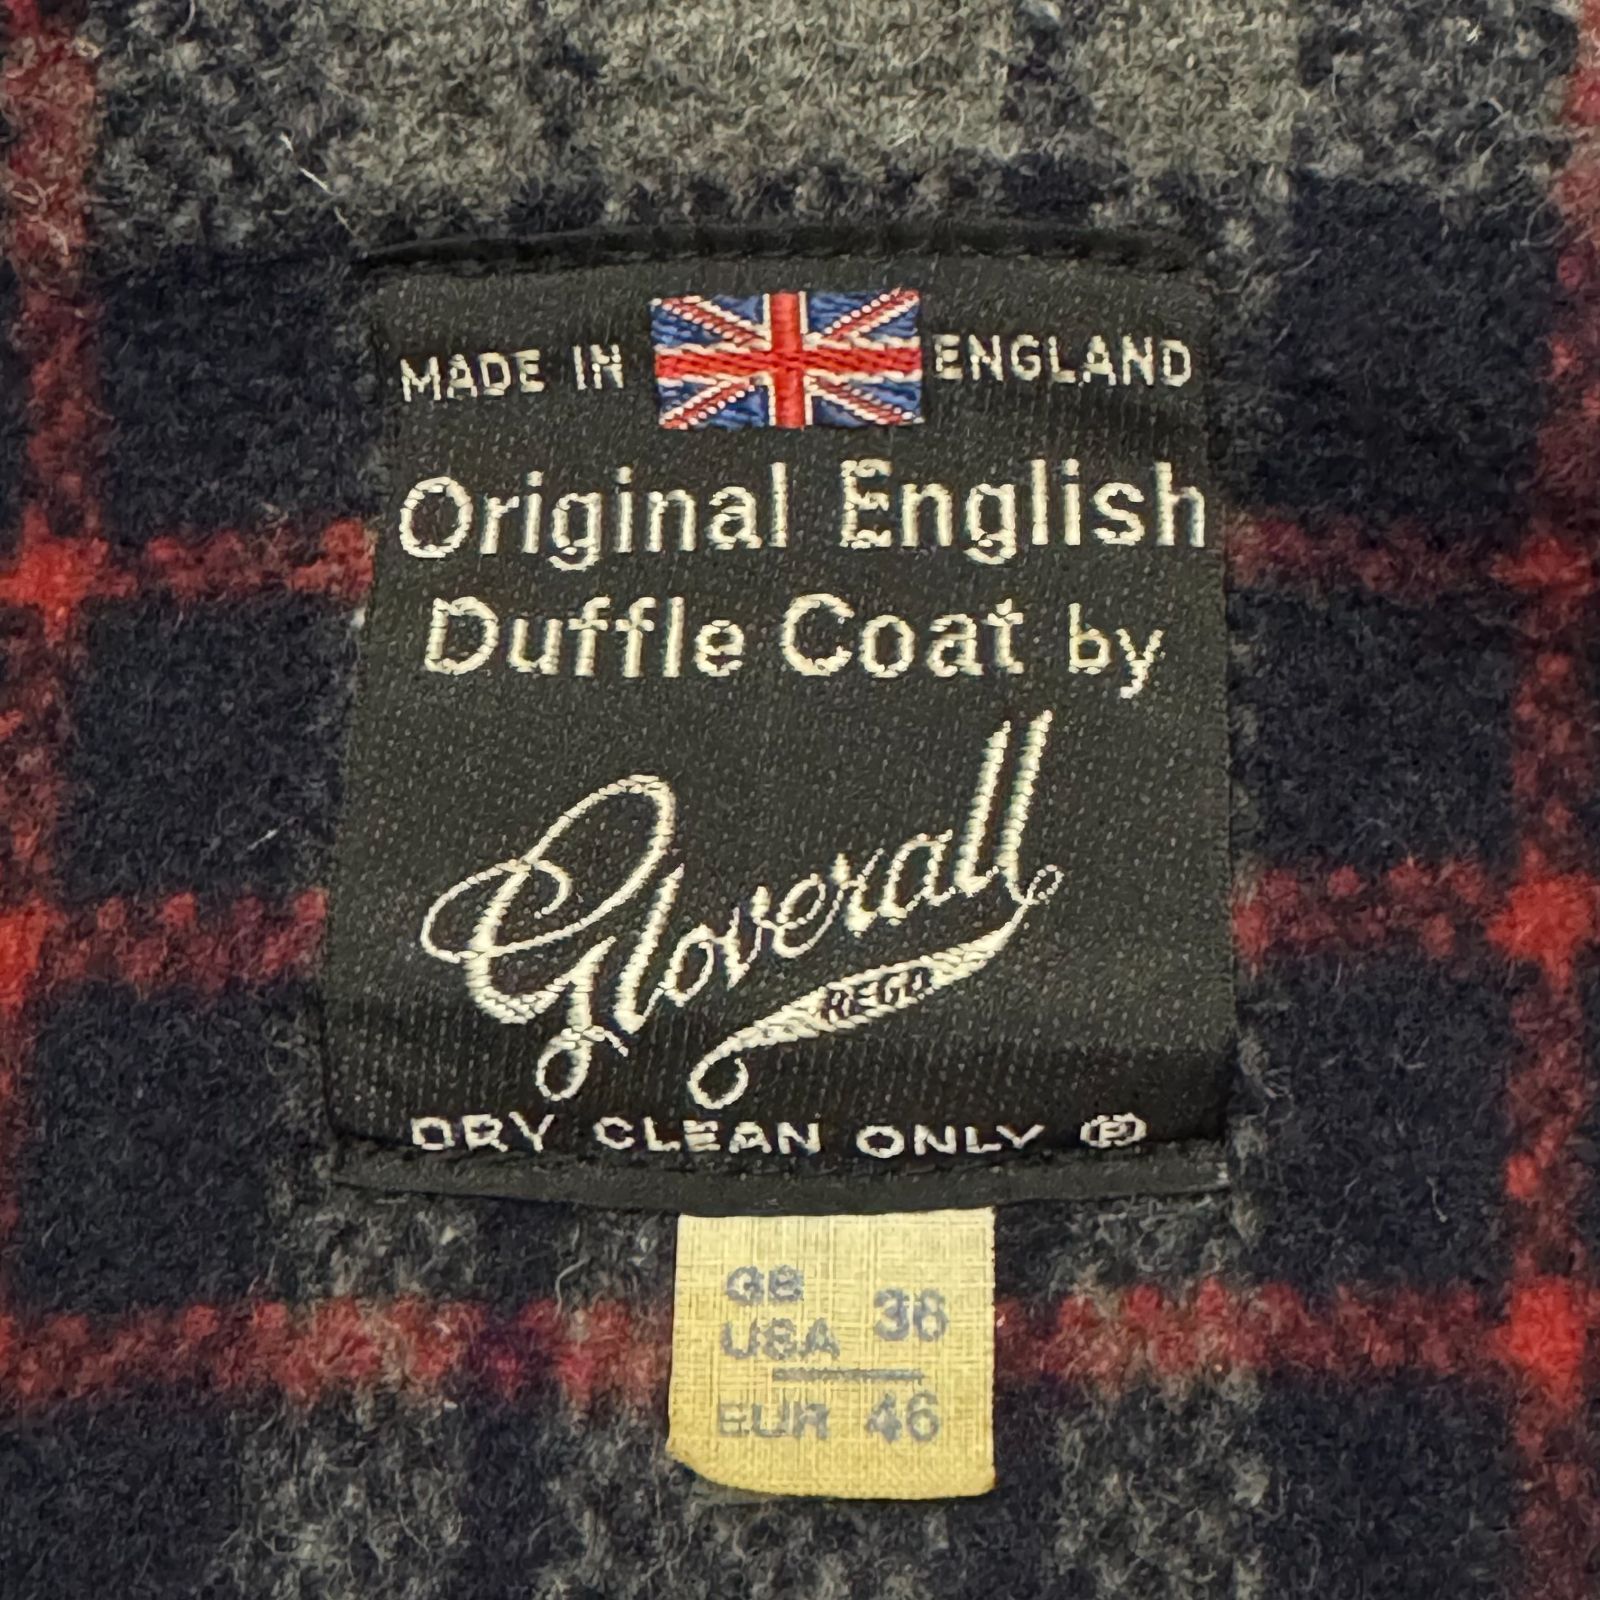 MADE IN ENGLAND
Original English
Duffle Coat by
Gloverall
REGD
DRY CLEAN ONLY Ⓟ
GB
USA 38
EUR 46